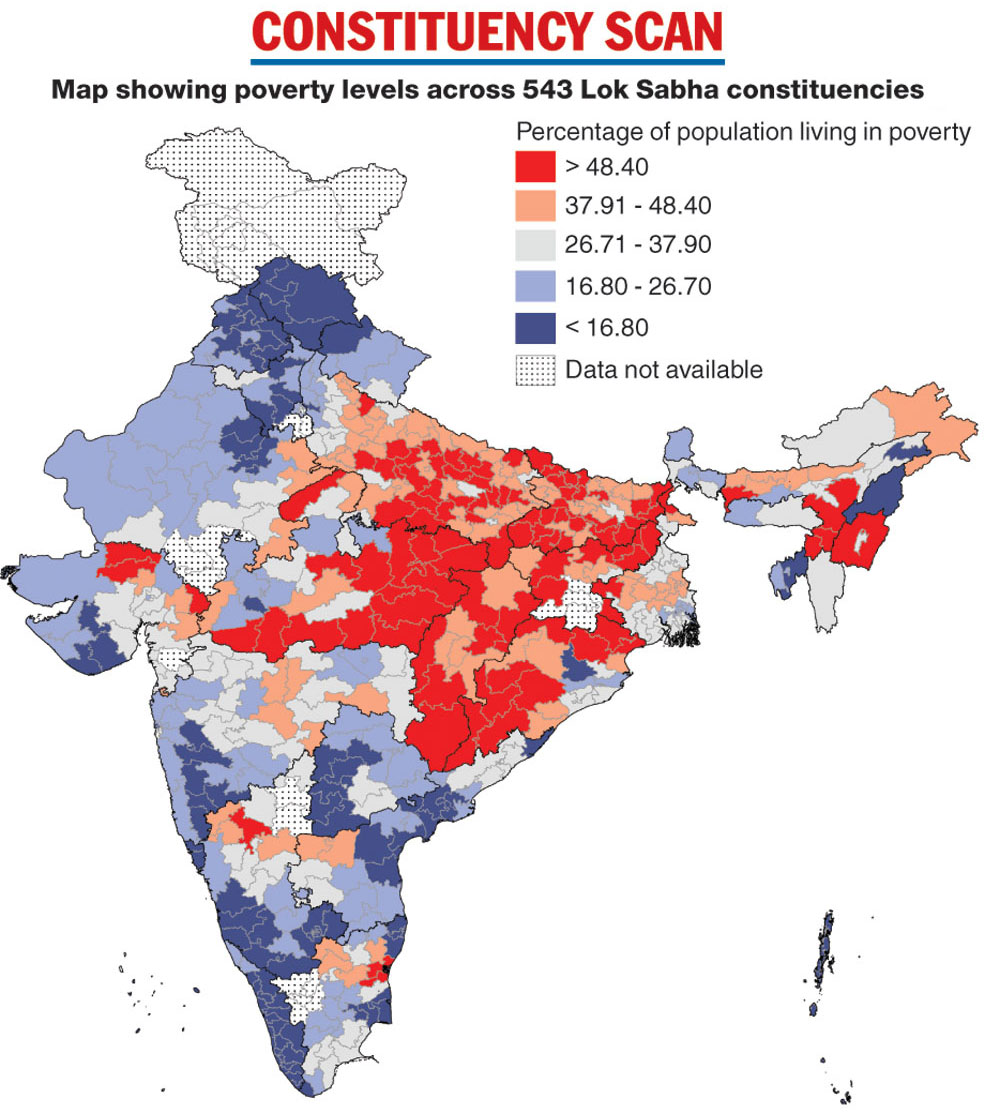 CONSTITUENCY SCAN
Map showing poverty levels across 543 Lok Sabha constituencies
Percentage of population living in poverty
> 48.40
37.91 - 48.40
26.71 - 37.90
16.80 - 26.70
< 16.80
Data not available